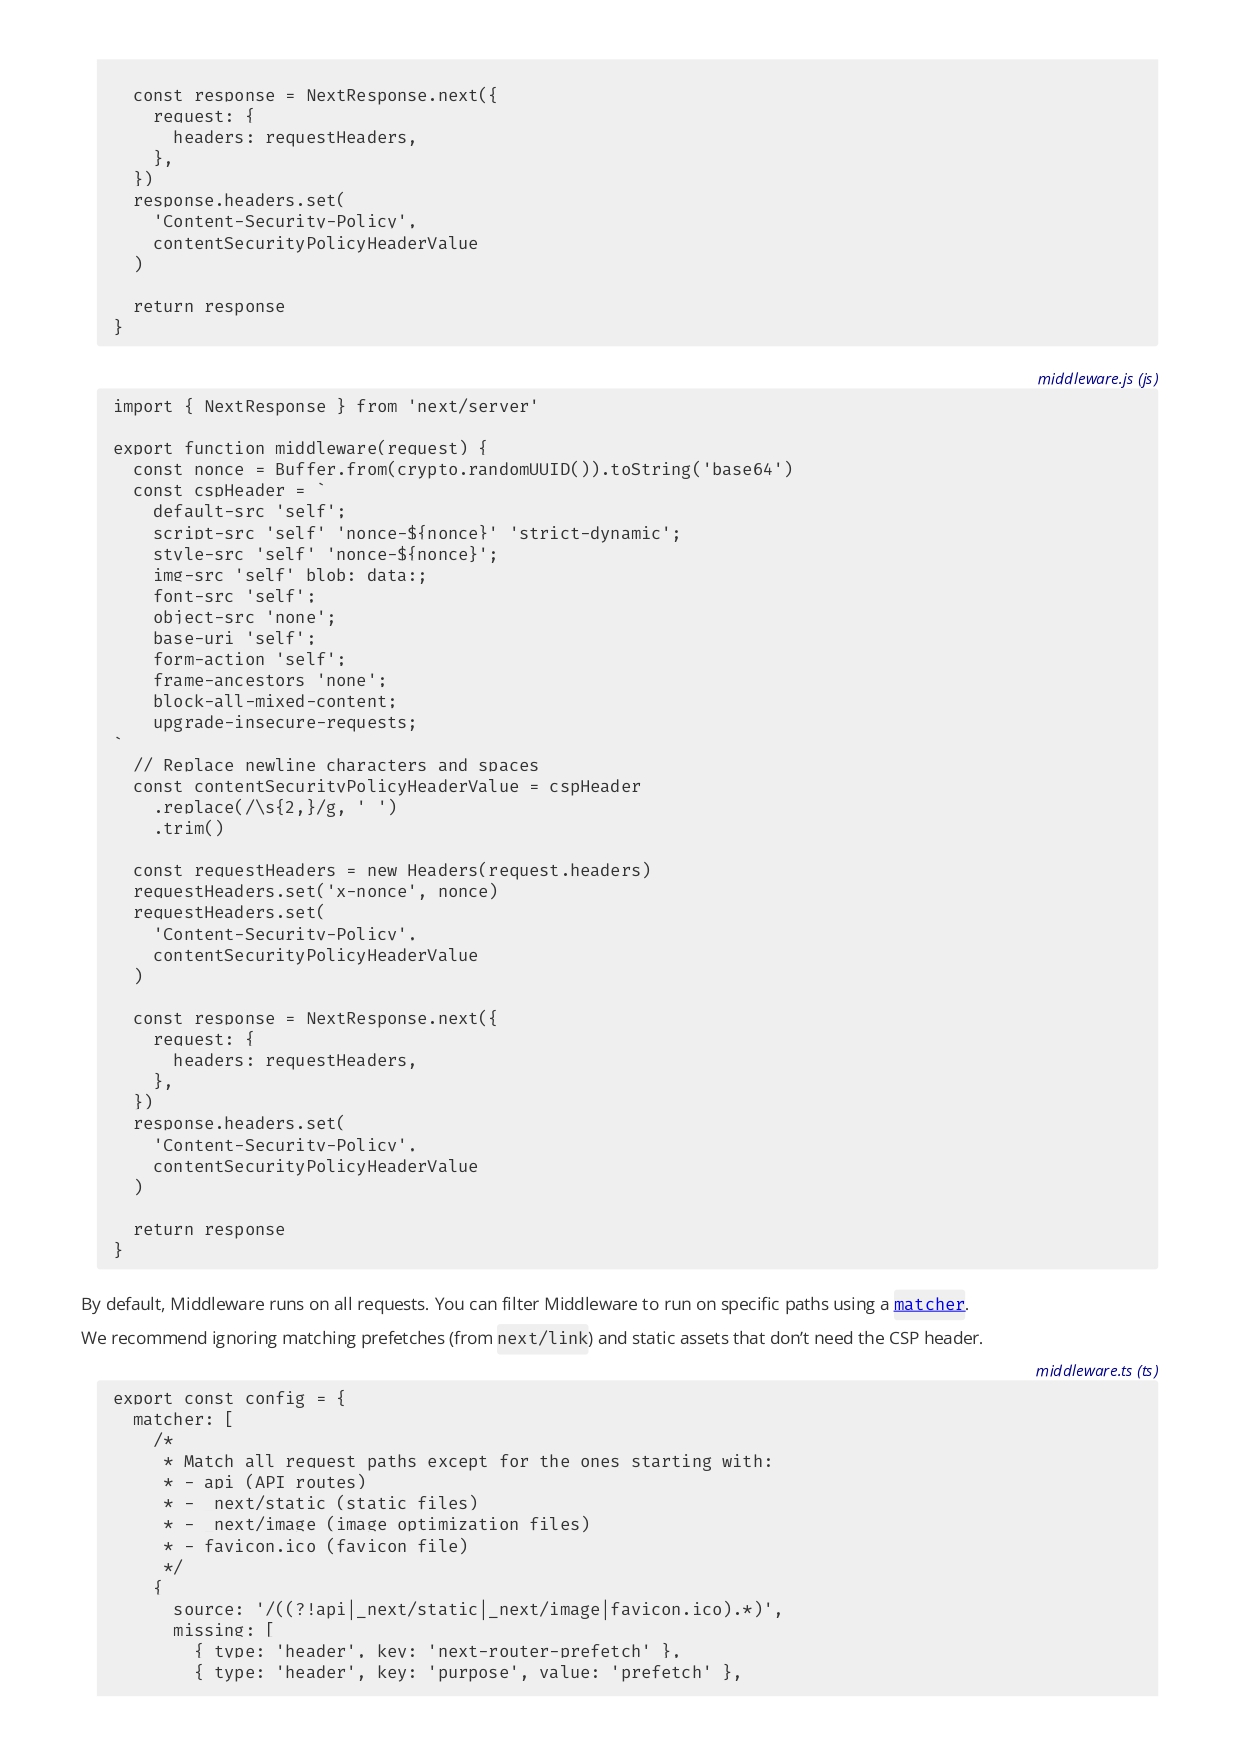 const response = NextResponse.next({
    request: {
      headers: requestHeaders,
    },
  })
  response.headers.set(
    'Content-Security-Policy',
    contentSecurityPolicyHeaderValue
  )

  return response
}
middleware.js (js)
import { NextResponse } from 'next/server'

export function middleware(request) {
  const nonce = Buffer.from(crypto.randomUUID()).toString('base64')
  const cspHeader = `
    default-src 'self';
    script-src 'self' 'nonce-${nonce}' 'strict-dynamic';
    style-src 'self' 'nonce-${nonce}';
    img-src 'self' blob: data:;
    font-src 'self';
    object-src 'none';
    base-uri 'self';
    form-action 'self';
    frame-ancestors 'none';
    block-all-mixed-content;
    upgrade-insecure-requests;
`
  // Replace newline characters and spaces
  const contentSecurityPolicyHeaderValue = cspHeader
    .replace(/\s{2,}/g, ' ')
    .trim()

  const requestHeaders = new Headers(request.headers)
  requestHeaders.set('x-nonce', nonce)
  requestHeaders.set(
    'Content-Security-Policy',
    contentSecurityPolicyHeaderValue
  )

  const response = NextResponse.next({
    request: {
      headers: requestHeaders,
    },
  })
  response.headers.set(
    'Content-Security-Policy',
    contentSecurityPolicyHeaderValue
  )

  return response
}
By default, Middleware runs on all requests. You can filter Middleware to run on specific paths using a matcher.
We recommend ignoring matching prefetches (from next/link) and static assets that don’t need the CSP header.
middleware.ts (ts)
export const config = {
  matcher: [
    /*
     * Match all request paths except for the ones starting with:
     * - api (API routes)
     * - _next/static (static files)
     * - _next/image (image optimization files)
     * - favicon.ico (favicon file)
     */
    {
      source: '/((?!api|_next/static|_next/image|favicon.ico).*)',
      missing: [
        { type: 'header', key: 'next-router-prefetch' },
        { type: 'header', key: 'purpose', value: 'prefetch' },